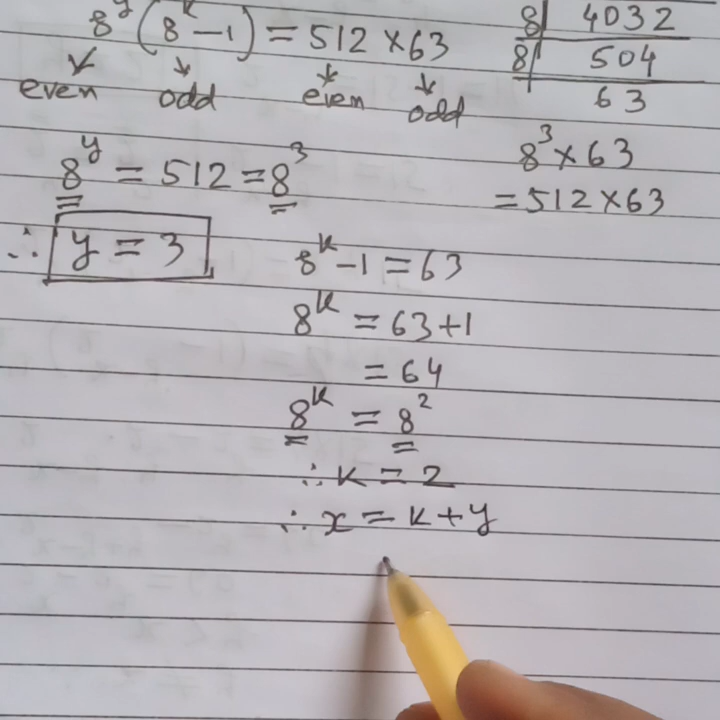 8^y (8^k - 1) = 512 × 63
even odd even odd
8| 4032
8| 504
63
8^3 × 63
= 512 × 63
8^y = 512 = 8^3
∴ y = 3
8^k - 1 = 63
8^k = 63 + 1
= 64
8^k = 8^2
∴ k = 2
∴ x = k + y